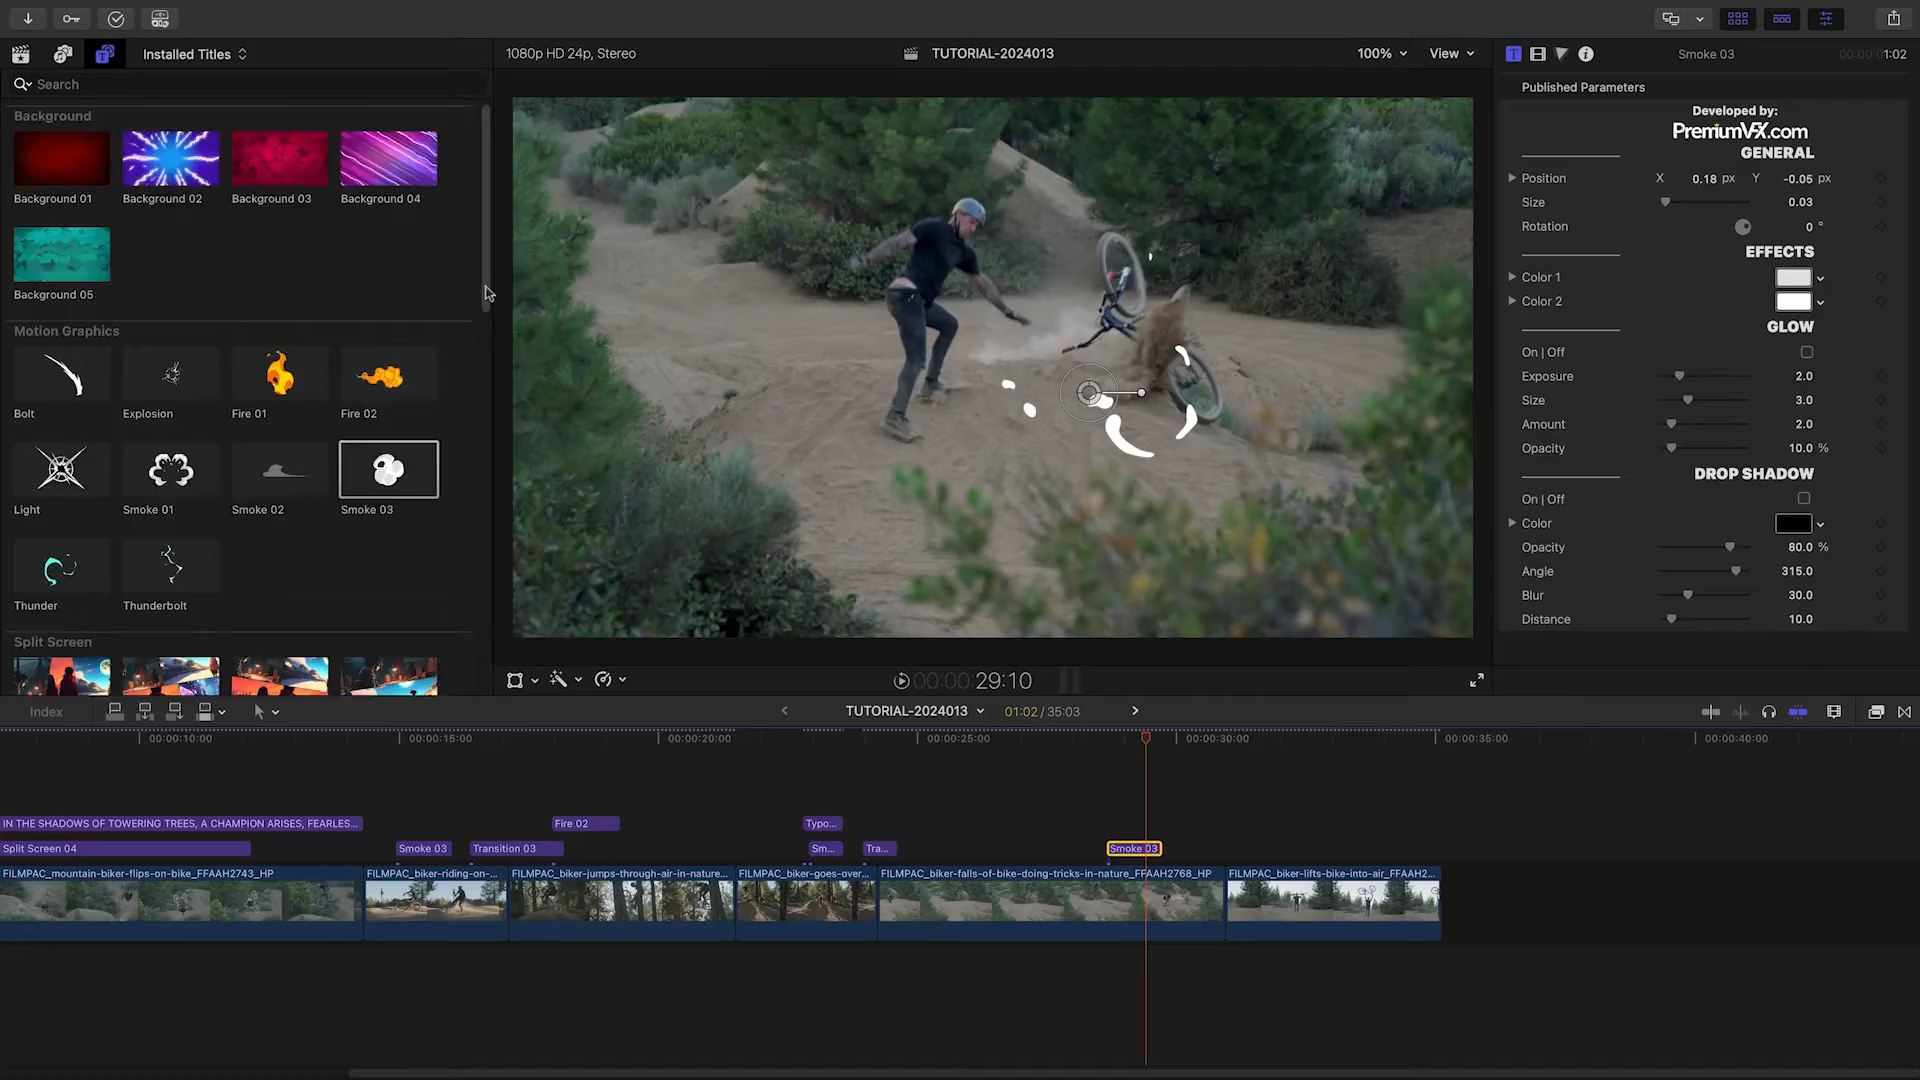 Installed Titles
1080p HD 24p, Stereo
TUTORIAL-2024013
100%
View
Smoke 03
00:00:01:02
Search
Published Parameters
Background
Background 01
Background 02
Background 03
Background 04
Background 05
Motion Graphics
Bolt
Explosion
Fire 01
Fire 02
Light
Smoke 01
Smoke 02
Smoke 03
Thunder
Thunderbolt
Split Screen
Developed by:
PremiumVFX.com
GENERAL
Position X 0.18 px Y -0.05 px
Size 0.03
Rotation 0 °
EFFECTS
Color 1
Color 2
GLOW
On | Off
Exposure 2.0
Size 3.0
Amount 2.0
Opacity 10.0 %
DROP SHADOW
On | Off
Color
Opacity 80.0 %
Angle 315.0
Blur 30.0
Distance 10.0
00:00:29:10
Index
TUTORIAL-2024013
01:02 / 35:03
00:00:10:00
00:00:15:00
00:00:20:00
00:00:25:00
00:00:30:00
00:00:35:00
00:00:40:00
IN THE SHADOWS OF TOWERING TREES, A CHAMPION ARISES, FEARLES...
Fire 02
Typo...
Split Screen 04
Smoke 03
Transition 03
Sm...
Tra...
Smoke 03
FILMPAC_mountain-biker-flips-on-bike_FFAAH2743_HP
FILMPAC_biker-riding-on-...
FILMPAC_biker-jumps-through-air-in-nature...
FILMPAC_biker-goes-over...
FILMPAC_biker-falls-of-bike-doing-tricks-in-nature_FFAAH2768_HP
FILMPAC_biker-lifts-bike-into-air_FFAAH2...